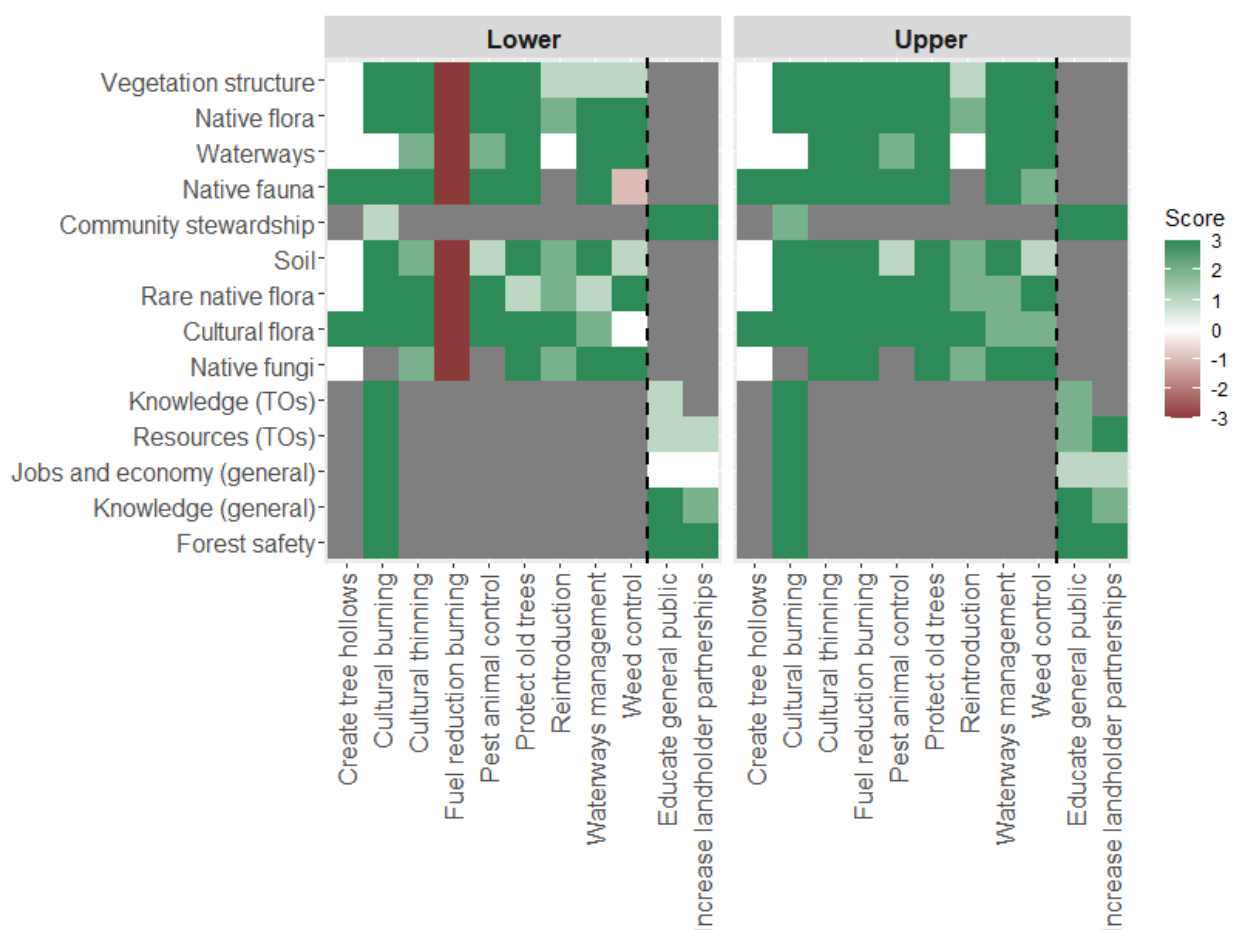 Lower
Upper
Vegetation structure
Native flora
Waterways
Native fauna
Community stewardship
Soil
Rare native flora
Cultural flora
Native fungi
Knowledge (TOs)
Resources (TOs)
Jobs and economy (general)
Knowledge (general)
Forest safety
Score
3
2
1
0
-1
-2
-3
Create tree hollows
Cultural burning
Cultural thinning
Fuel reduction burning
Pest animal control
Protect old trees
Reintroduction
Waterways management
Weed control
Educate general public
Increase landholder partnerships
Create tree hollows
Cultural burning
Cultural thinning
Fuel reduction burning
Pest animal control
Protect old trees
Reintroduction
Waterways management
Weed control
Educate general public
Increase landholder partnerships